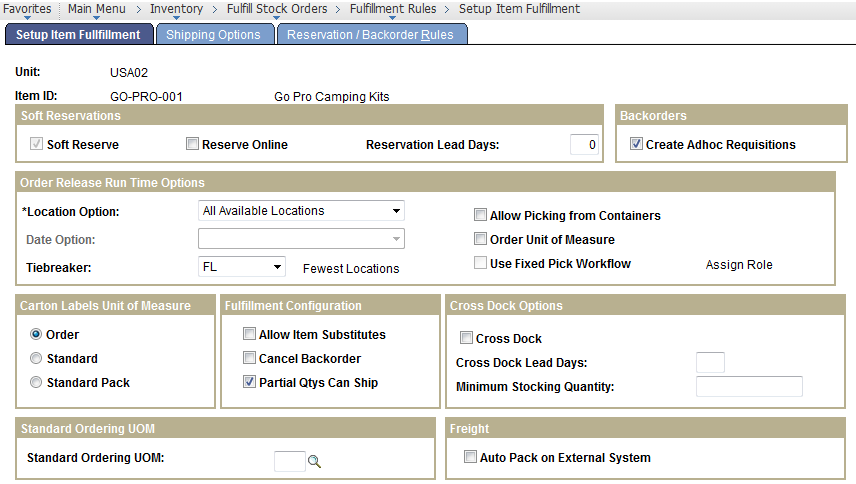 Favorites Main Menu > Inventory > Fulfill Stock Orders > Fulfillment Rules > Setup Item Fulfillment
Setup Item Fullfillment Shipping Options Reservation / Backorder Rules
Unit: USA02
Item ID: GO-PRO-001 Go Pro Camping Kits
Soft Reservations Backorders
Soft Reserve Reserve Online Reservation Lead Days: 0 Create Adhoc Requisitions
Order Release Run Time Options
*Location Option: All Available Locations Allow Picking from Containers
Date Option: Order Unit of Measure
Tiebreaker: FL Fewest Locations Use Fixed Pick Workflow Assign Role
Carton Labels Unit of Measure Fulfillment Configuration Cross Dock Options
Order Allow Item Substitutes Cross Dock
Standard Cancel Backorder Cross Dock Lead Days:
Standard Pack Partial Qtys Can Ship Minimum Stocking Quantity:
Standard Ordering UOM Freight
Standard Ordering UOM: Auto Pack on External System